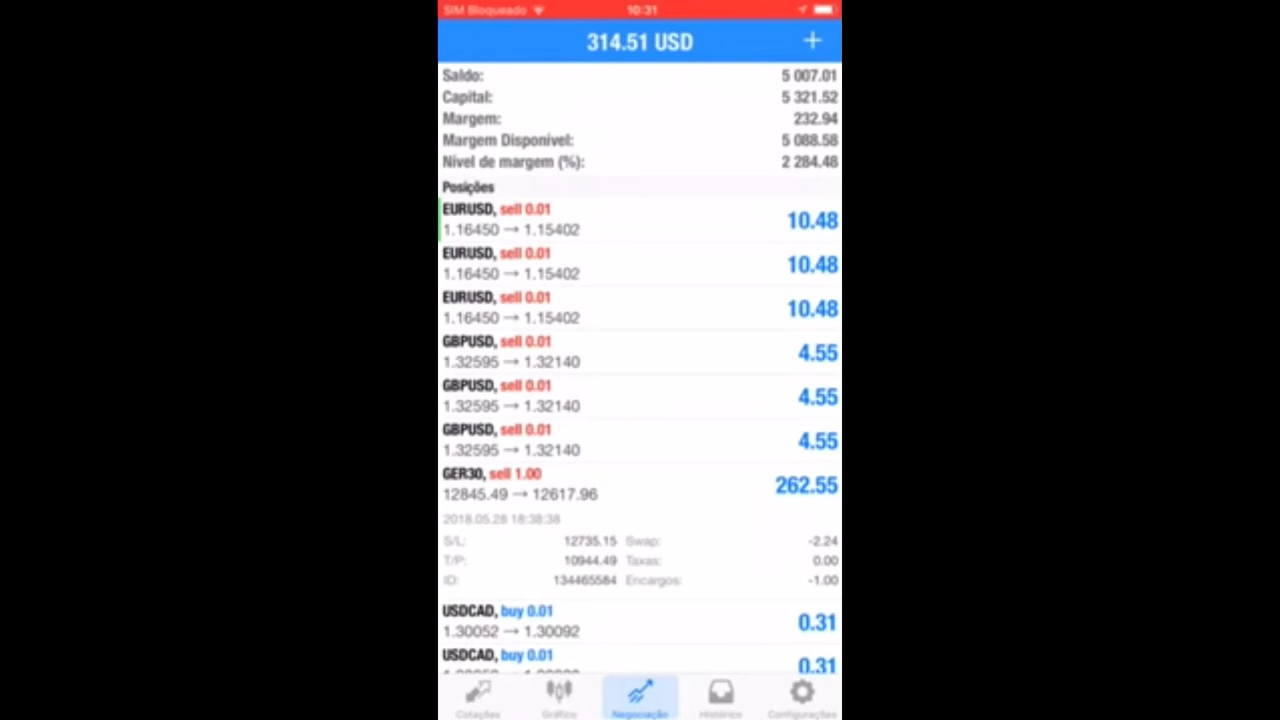 SIM Bloqueado 10:31
314.51 USD +
Saldo: 5 007.01
Capital: 5 321.52
Margem: 232.94
Margem Disponível: 5 088.58
Nível de margem (%): 2 284.48
Posições
EURUSD, sell 0.01 10.48
1.16450 → 1.15402
EURUSD, sell 0.01 10.48
1.16450 → 1.15402
EURUSD, sell 0.01 10.48
1.16450 → 1.15402
GBPUSD, sell 0.01 4.55
1.32595 → 1.32140
GBPUSD, sell 0.01 4.55
1.32595 → 1.32140
GBPUSD, sell 0.01 4.55
1.32595 → 1.32140
GER30, sell 1.00 262.55
12845.49 → 12617.96
2018.05.28 18:38:38
S/L: 12735.15 Swap: -2.24
T/P: 10944.49 Taxas: 0.00
ID: 134465584 Encargos: -1.00
USDCAD, buy 0.01 0.31
1.30052 → 1.30092
USDCAD, buy 0.01 0.31
Cotações Gráfico Negociação Histórico Configurações